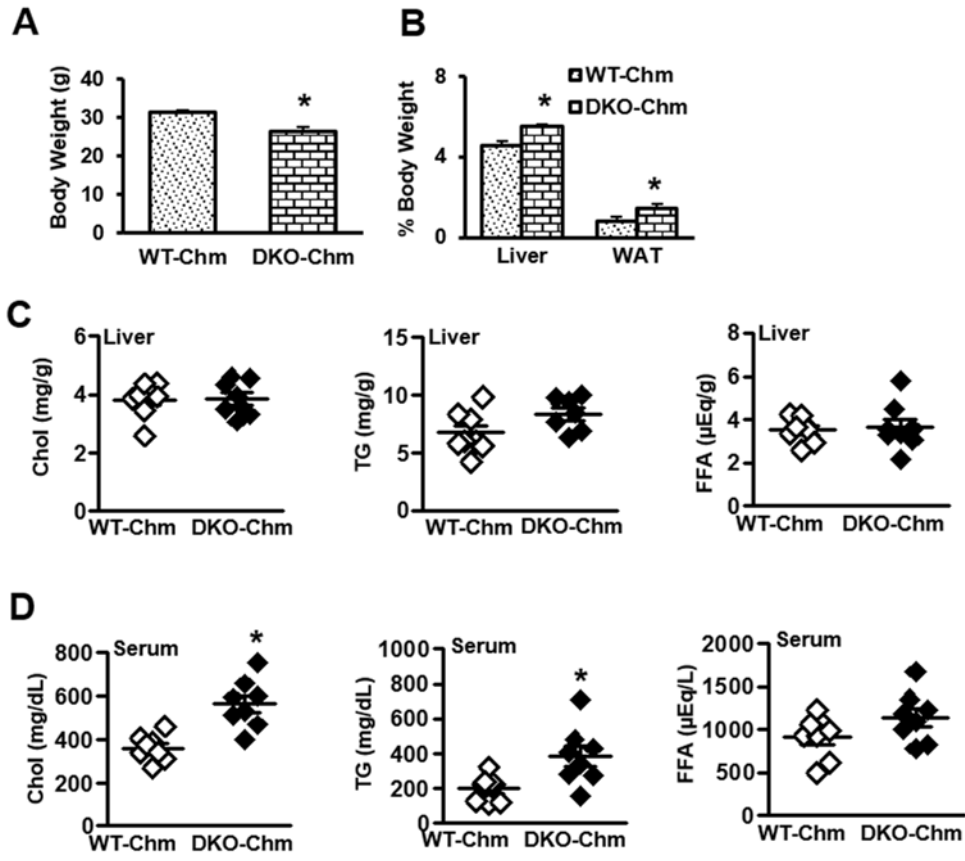 A
Body Weight (g)
40
30
20
10
0
*
WT-Chm
DKO-Chm
B
% Body Weight
8
4
0
WT-Chm
DKO-Chm
*
*
Liver
WAT
C
Liver
Chol (mg/g)
6
4
2
0
WT-Chm
DKO-Chm
Liver
TG (mg/g)
15
10
5
0
WT-Chm
DKO-Chm
Liver
FFA (µEq/g)
8
6
4
2
0
WT-Chm
DKO-Chm
D
Serum
Chol (mg/dL)
800
600
400
200
0
*
WT-Chm
DKO-Chm
Serum
TG (mg/dL)
1000
800
600
400
200
0
*
WT-Chm
DKO-Chm
Serum
FFA (µEq/L)
2000
1500
1000
500
0
WT-Chm
DKO-Chm